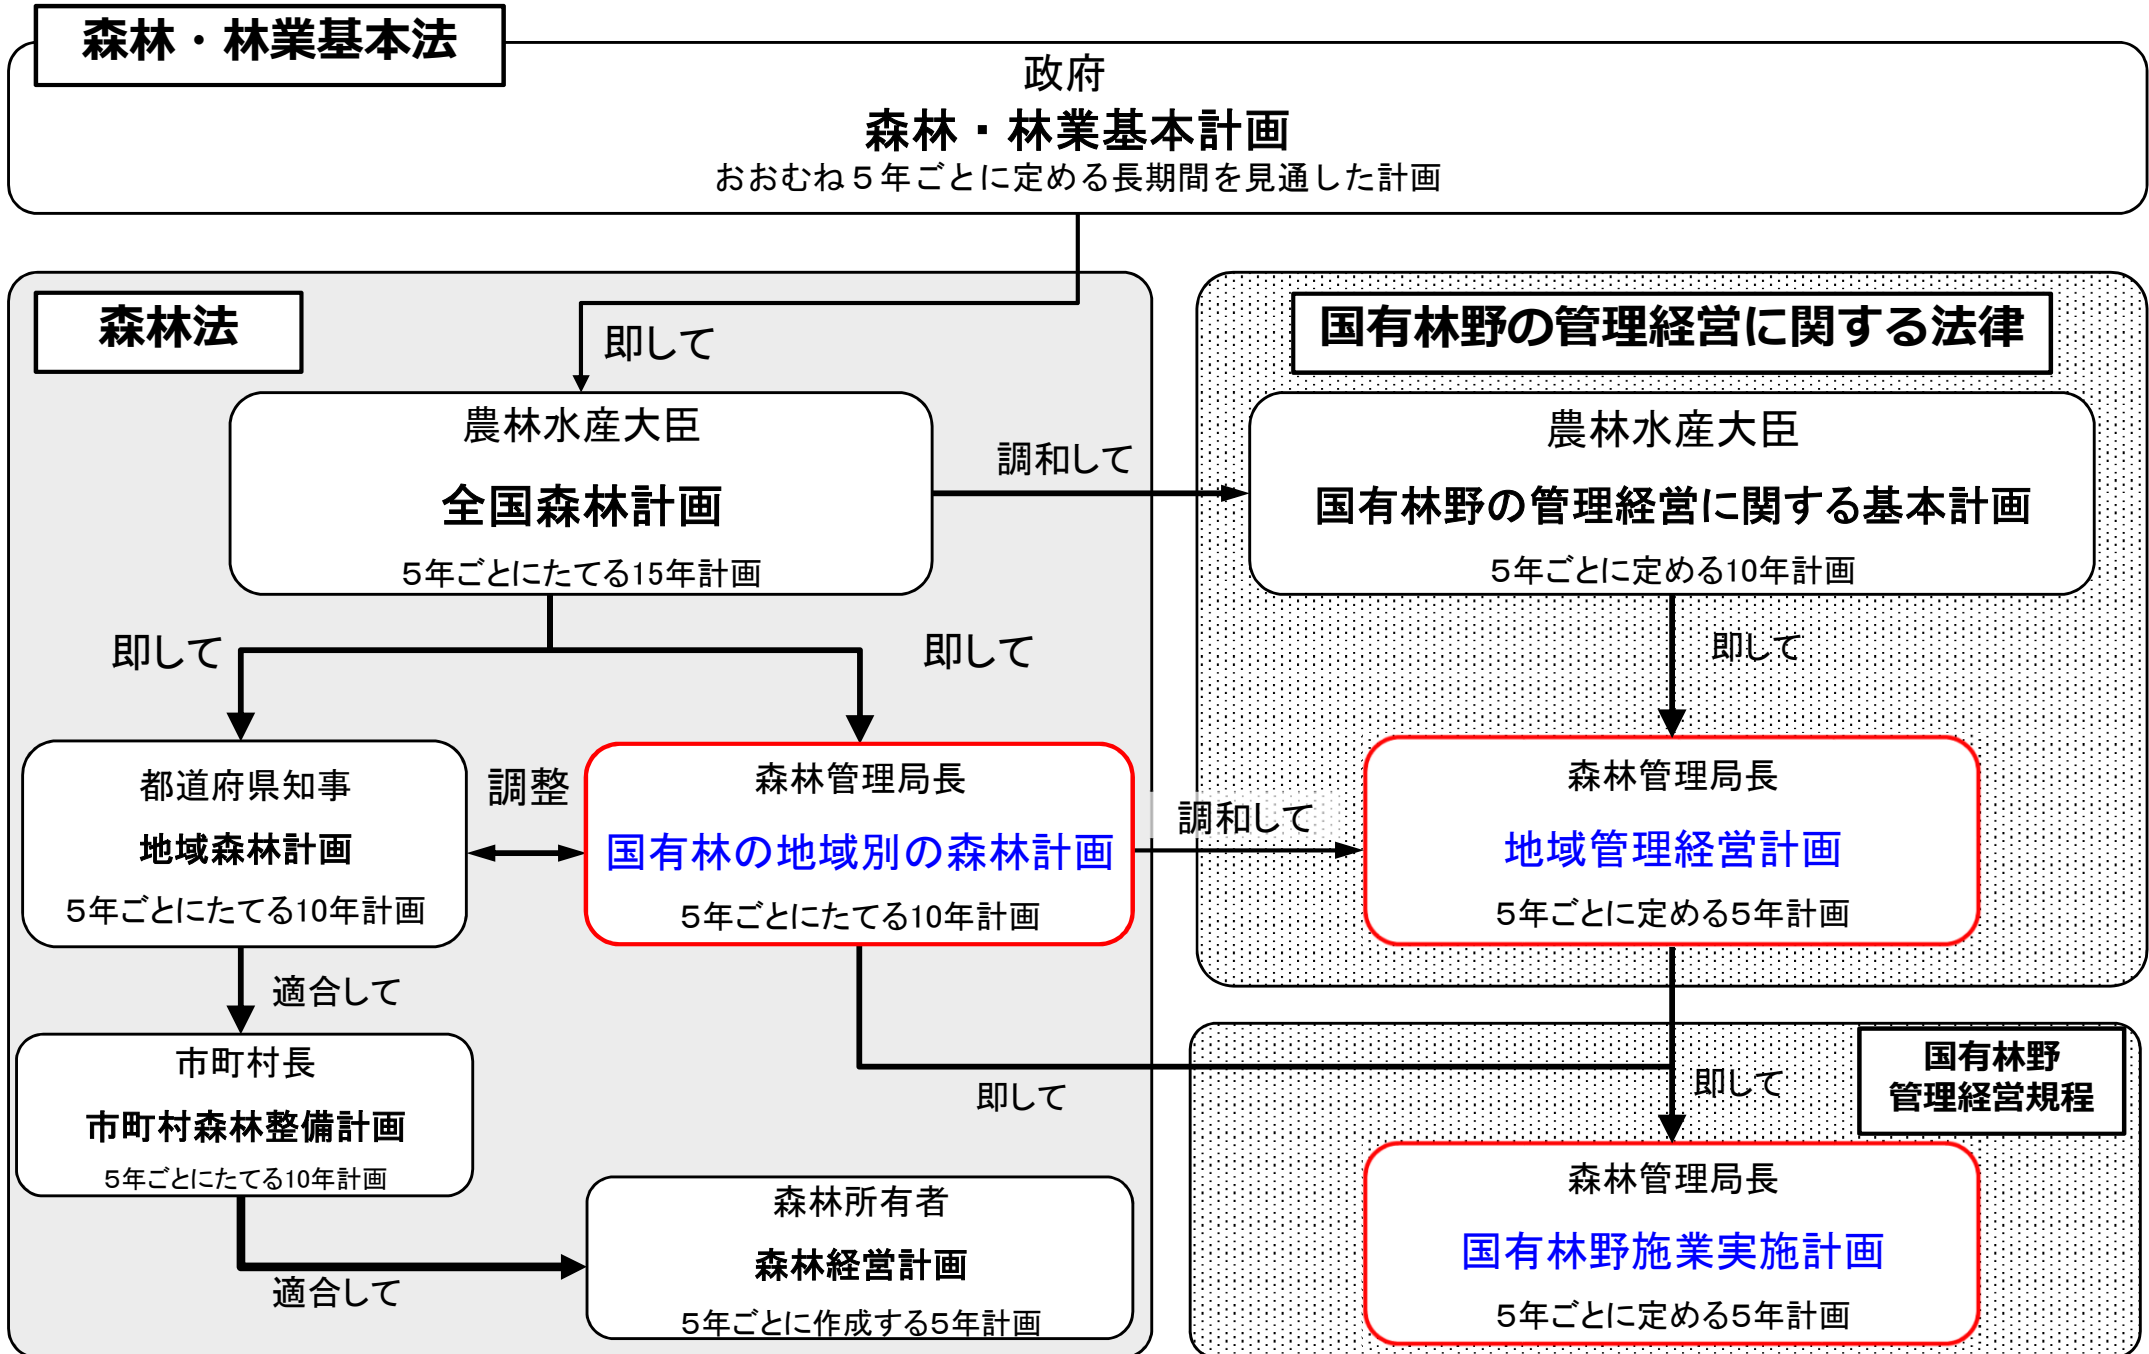 森林・林業基本法
政府
森林・林業基本計画
おおむね５年ごとに定める長期間を見通した計画
森林法
即して
農林水産大臣
全国森林計画
5年ごとにたてる15年計画
調和して
国有林野の管理経営に関する法律
農林水産大臣
国有林野の管理経営に関する基本計画
5年ごとに定める10年計画
即して
即して
即して
都道府県知事
地域森林計画
5年ごとにたてる10年計画
調整
森林管理局長
国有林の地域別の森林計画
5年ごとにたてる10年計画
調和して
森林管理局長
地域管理経営計画
5年ごとに定める5年計画
適合して
市町村長
市町村森林整備計画
5年ごとにたてる10年計画
適合して
即して
森林所有者
森林経営計画
5年ごとに作成する5年計画
国有林野
管理経営規程
即して
森林管理局長
国有林野施業実施計画
5年ごとに定める5年計画